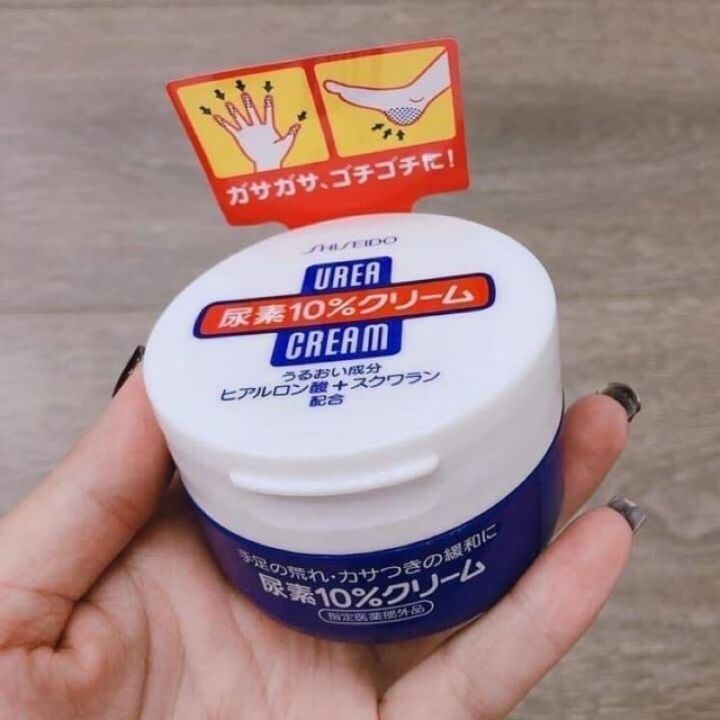 ガサガサ、ゴチゴチに!
SHISEIDO
UREA
尿素10%クリーム
CREAM
うるおい成分
ヒアルロン酸+スクワラン
配合
手足の荒れ・カサつきの緩和に
尿素10%クリーム
指定医薬部外品